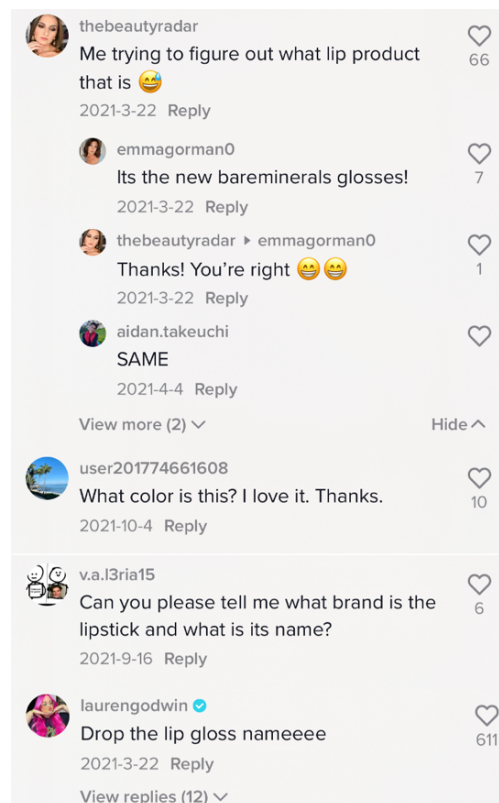 thebeautyradar
Me trying to figure out what lip product
that is 😅
66
2021-3-22 Reply
emmagorman0
Its the new bareminerals glosses!
7
2021-3-22 Reply
thebeautyradar ▸ emmagorman0
Thanks! You’re right 😁😁
1
2021-3-22 Reply
aidan.takeuchi
SAME
2021-4-4 Reply
View more (2)
Hide
user201774661608
What color is this? I love it. Thanks.
10
2021-10-4 Reply
v.a.l3ria15
Can you please tell me what brand is the
6
lipstick and what is its name?
2021-9-16 Reply
laurengodwin
Drop the lip gloss nameeee
611
2021-3-22 Reply
View replies (12)